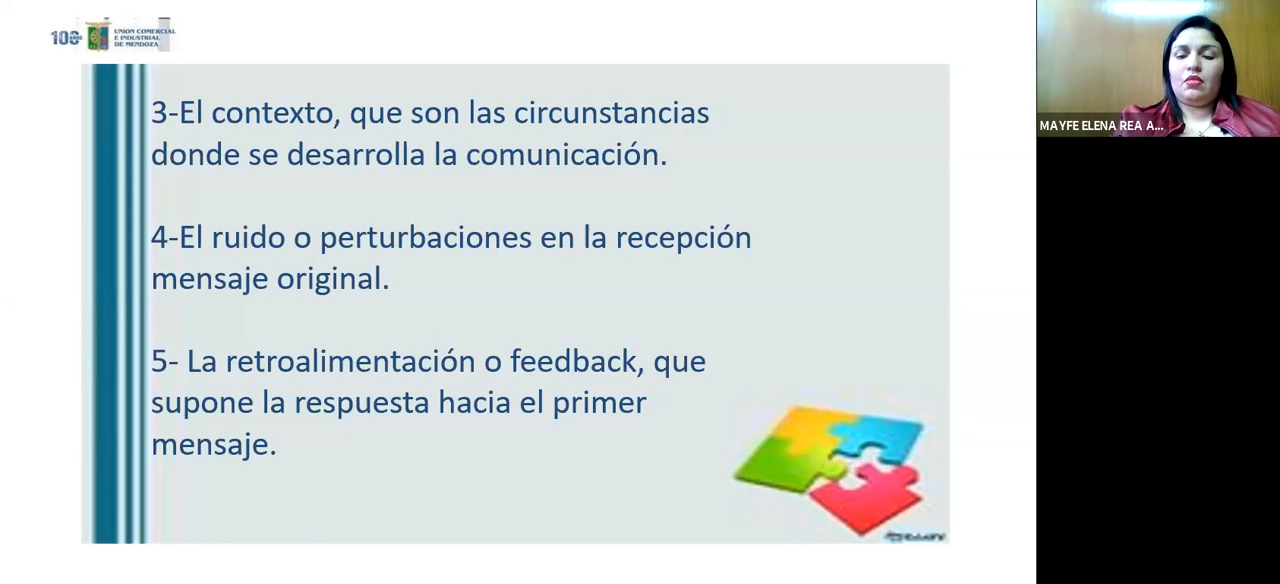 100
UNION COMERCIAL
E INDUSTRIAL
DE MENDOZA
MAYFE ELENA REA A...
3-El contexto, que son las circunstancias
donde se desarrolla la comunicación.
4-El ruido o perturbaciones en la recepción
mensaje original.
5- La retroalimentación o feedback, que
supone la respuesta hacia el primer
mensaje.